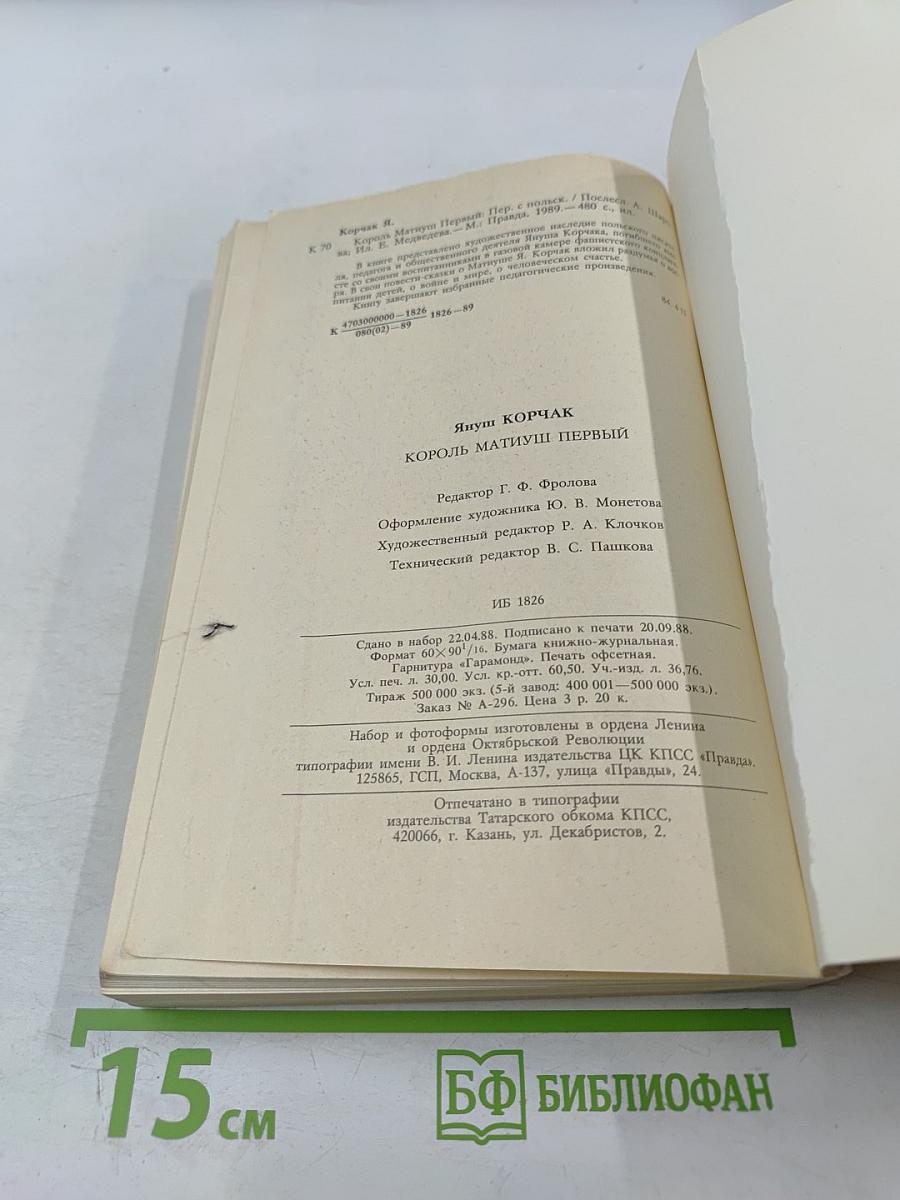 Корчак Я.
К 70 Король Матиуш Первый: Пер. с польск. / Послесл. А.
ва; Ил. Е. Медведева.— М.: Правда, 1989.— 480 с., ил.
В книге представлено художественное наследие польского
ля, педагога и общественного деятеля Януша Корчака, погибшего
сте со своими воспитанниками в газовой камере фашистского
ря. В свои повести-сказки о Матиуше Я. Корчак вложил раздумья о
питании детей, о войне и мире, о человеческом счастье.
Книгу завершают избранные педагогические произведения.
К 4703000000—1826 / 080(02)—89 1826—89
84. 4
Януш КОРЧАК
КОРОЛЬ МАТИУШ ПЕРВЫЙ
Редактор Г. Ф. Фролова
Оформление художника Ю. В. Монетова
Художественный редактор Р. А. Клочков
Технический редактор В. С. Пашкова
ИБ 1826
Сдано в набор 22.04.88. Подписано к печати 20.09.88.
Формат 60×90¹/₁₆. Бумага книжно-журнальная.
Гарнитура «Гарамонд». Печать офсетная.
Усл. печ. л. 30,00. Усл. кр.-отт. 60,50. Уч.-изд. л. 36,76.
Тираж 500 000 экз. (5-й завод: 400 001—500 000 экз.).
Заказ № А-296. Цена 3 р. 20 к.
Набор и фотоформы изготовлены в ордена Ленина
и ордена Октябрьской Революции
типографии имени В. И. Ленина издательства ЦК КПСС «Правда».
125865, ГСП, Москва, А-137, улица «Правды», 24.
Отпечатано в типографии
издательства Татарского обкома КПСС,
420066, г. Казань, ул. Декабристов, 2.
15 см
БФ БИБЛИОФАН